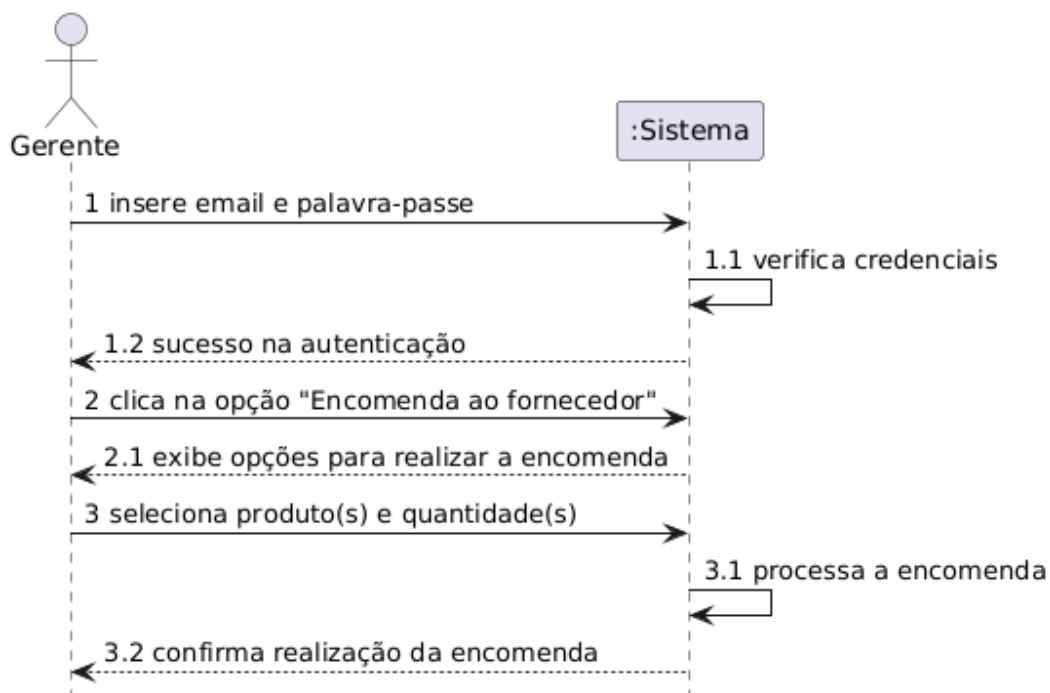 Gerente
:Sistema
1 insere email e palavra-passe
1.1 verifica credenciais
1.2 sucesso na autenticação
2 clica na opção "Encomenda ao fornecedor"
2.1 exibe opções para realizar a encomenda
3 seleciona produto(s) e quantidade(s)
3.1 processa a encomenda
3.2 confirma realização da encomenda